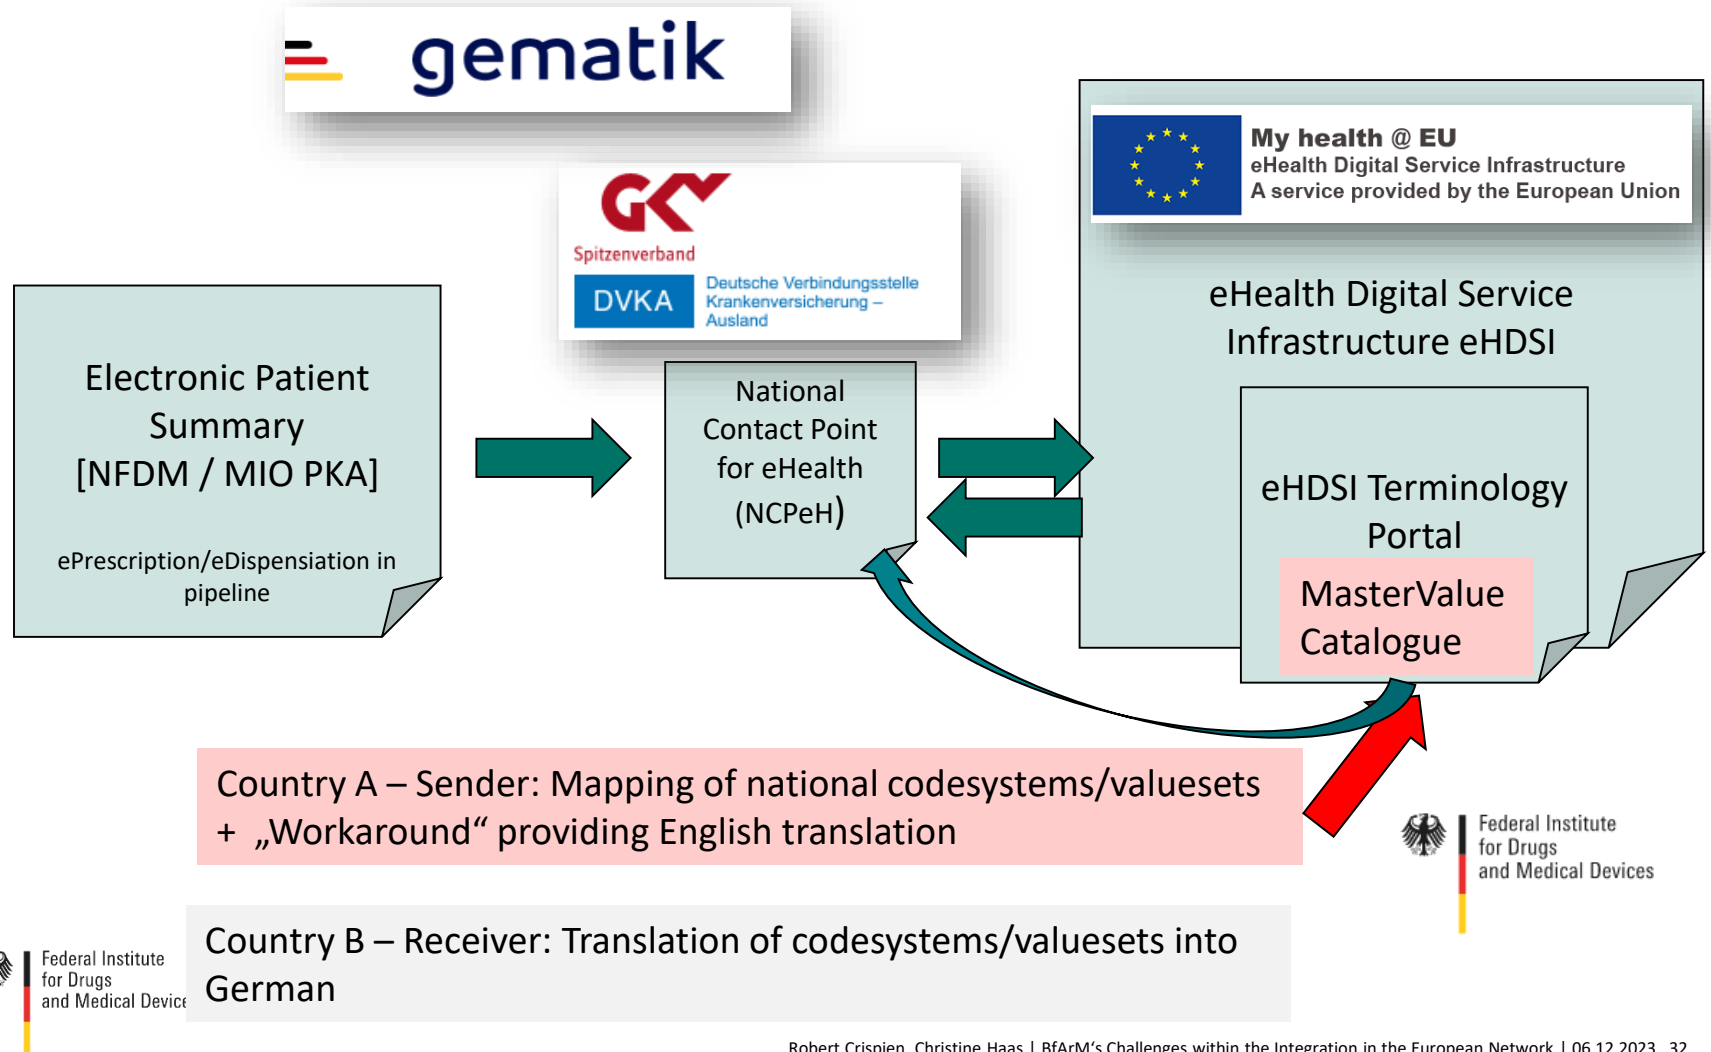 gematik
GKV
Spitzenverband
DVKA
Deutsche Verbindungsstelle
Krankenversicherung –
Ausland
My health @ EU
eHealth Digital Service Infrastructure
A service provided by the European Union
eHealth Digital Service
Infrastructure eHDSI
Electronic Patient
Summary
[NFDM / MIO PKA]
ePrescription/eDispensiation in
pipeline
National
Contact Point
for eHealth
(NCPeH)
eHDSI Terminology
Portal
MasterValue
Catalogue
Country A – Sender: Mapping of national codesystems/valuesets
+ „Workaround“ providing English translation
Federal Institute
for Drugs
and Medical Devices
Country B – Receiver: Translation of codesystems/valuesets into
German
Federal Institute
for Drugs
and Medical Device
Robert Crispien, Christine Haas | BfArM‘s Challenges within the Integration in the European Network | 06.12.2023 32